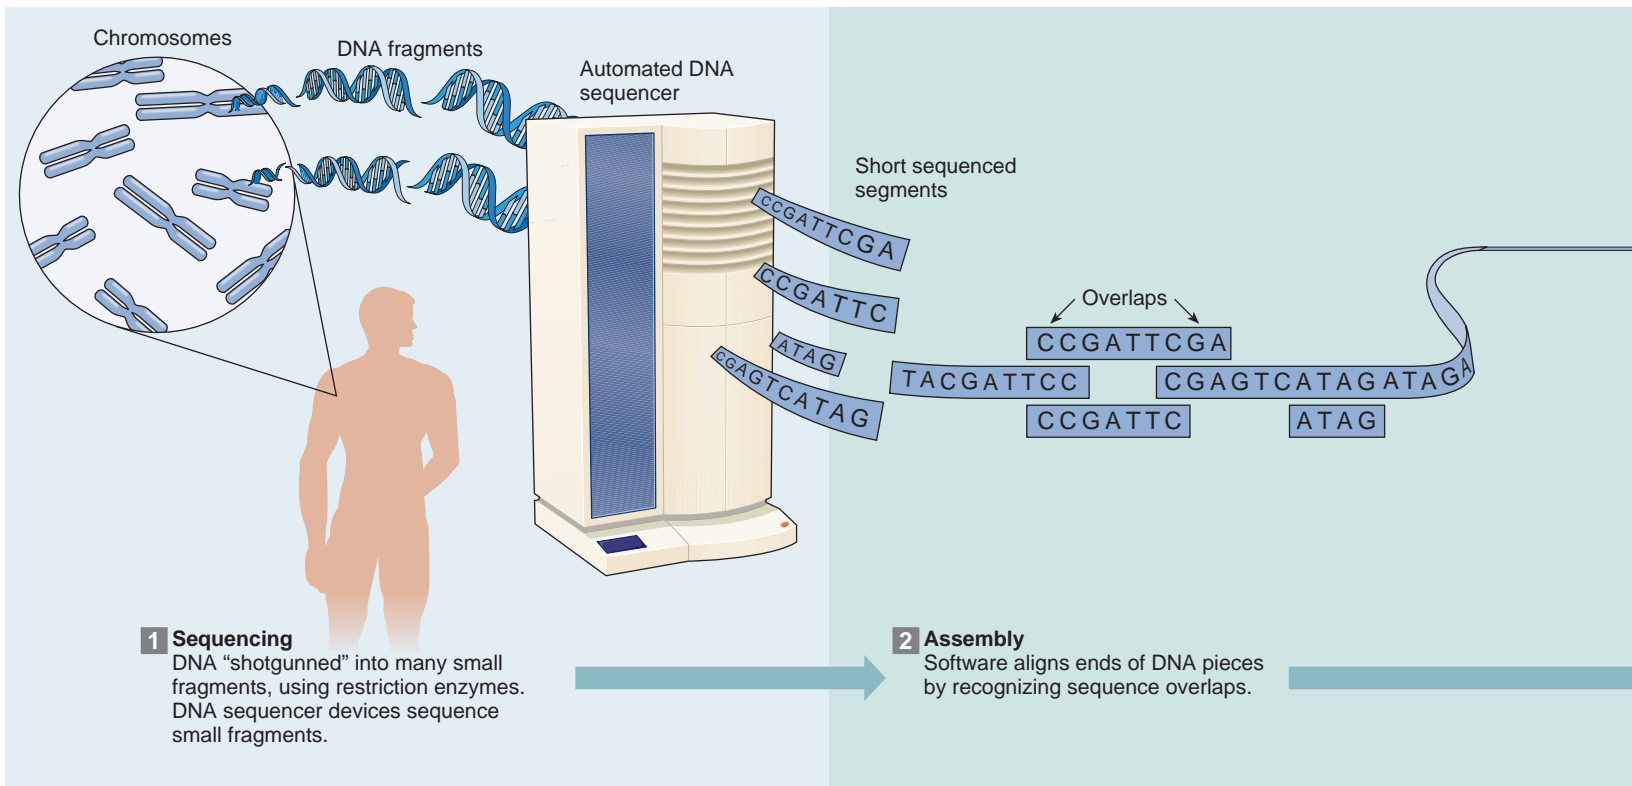 Chromosomes
DNA fragments
Automated DNA
sequencer
Short sequenced
segments
CCGATTCGA
CCGATTC
ATAG
CGAGTCATAG
Overlaps
CCGATTCGA
TACGATTCC
CGAGTCATAGATAGA
CCGATTC
ATAG
1 Sequencing
DNA “shotgunned” into many small
fragments, using restriction enzymes.
DNA sequencer devices sequence
small fragments.
2 Assembly
Software aligns ends of DNA pieces
by recognizing sequence overlaps.